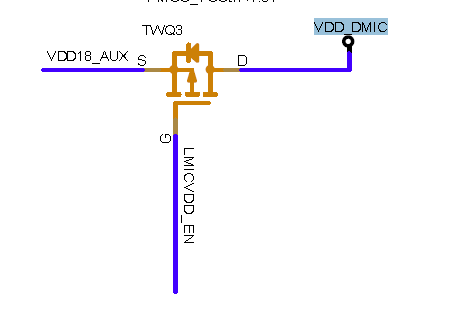 TWQ3
VDD_DMIC
VDD18_AUX
S
D
G
LMICVDD_EN